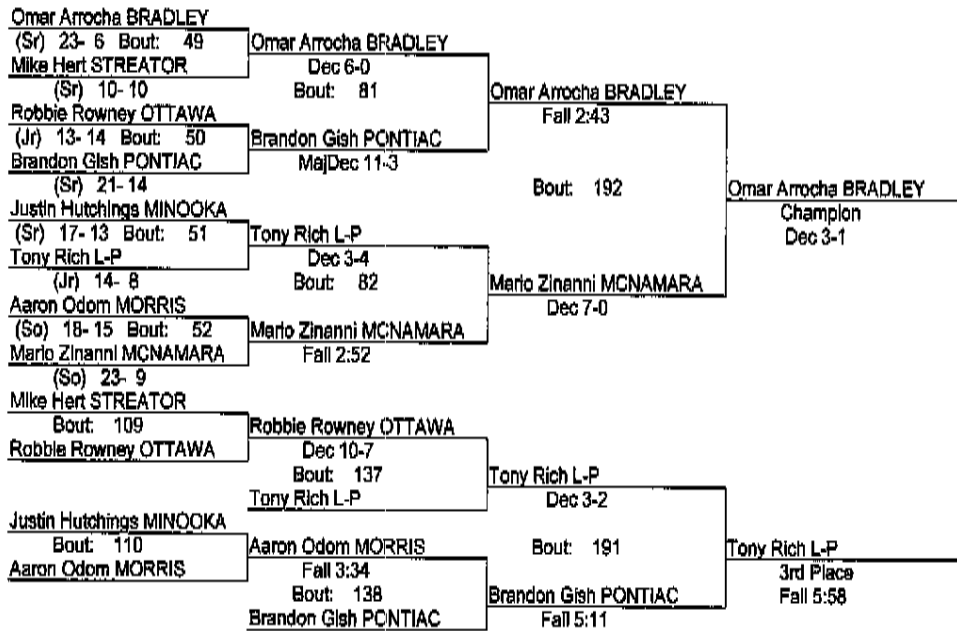 Omar Arrocha BRADLEY
(Sr) 23- 6 Bout: 49
Mike Hert STREATOR
(Sr) 10- 10
Robbie Rowney OTTAWA
(Jr) 13- 14 Bout: 50
Brandon Gish PONTIAC
(Sr) 21- 14
Justin Hutchings MINOOKA
(Sr) 17- 13 Bout: 51
Tony Rich L-P
(Jr) 14- 8
Aaron Odom MORRIS
(So) 18- 15 Bout: 52
Mario Zinanni MCNAMARA
(So) 23- 9
Omar Arrocha BRADLEY
Dec 6-0
Bout: 81
Brandon Gish PONTIAC
MajDec 11-3
Tony Rich L-P
Dec 3-4
Bout: 82
Mario Zinanni MCNAMARA
Fall 2:52
Omar Arrocha BRADLEY
Fall 2:43
Bout: 192
Mario Zinanni MCNAMARA
Dec 7-0
Omar Arrocha BRADLEY
Champion
Dec 3-1
Mike Hert STREATOR
Bout: 109
Robbie Rowney OTTAWA
Justin Hutchings MINOOKA
Bout: 110
Aaron Odom MORRIS
Robbie Rowney OTTAWA
Dec 10-7
Bout: 137
Tony Rich L-P
Aaron Odom MORRIS
Fall 3:34
Bout: 138
Brandon Gish PONTIAC
Tony Rich L-P
Dec 3-2
Bout: 191
Brandon Gish PONTIAC
Fall 5:11
Tony Rich L-P
3rd Place
Fall 5:58